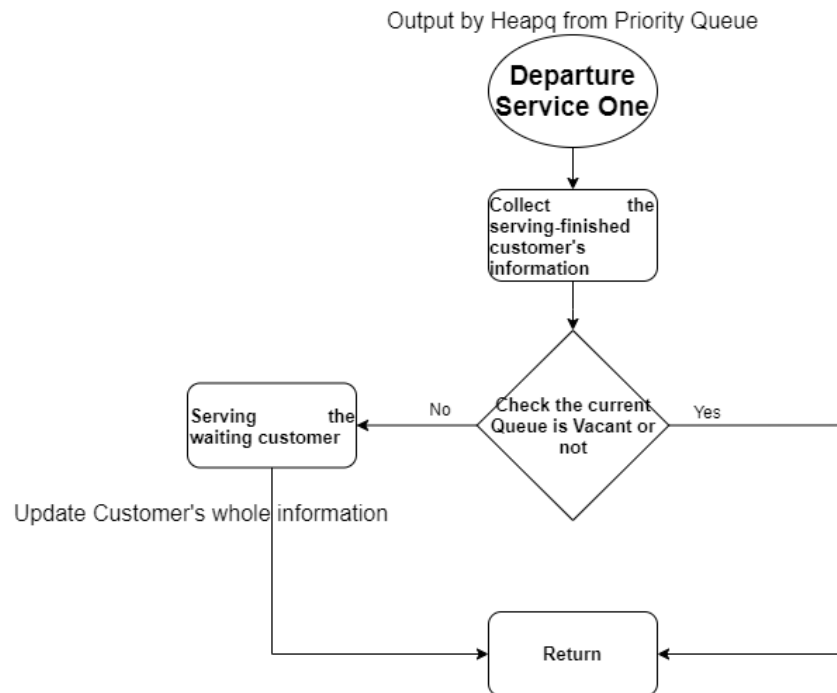 Output by Heapq from Priority Queue
Departure
Service One
Collect the
serving-finished
customer's
information
Check the current
Queue is Vacant or
not
No
Yes
Serving the
waiting customer
Update Customer's whole information
Return